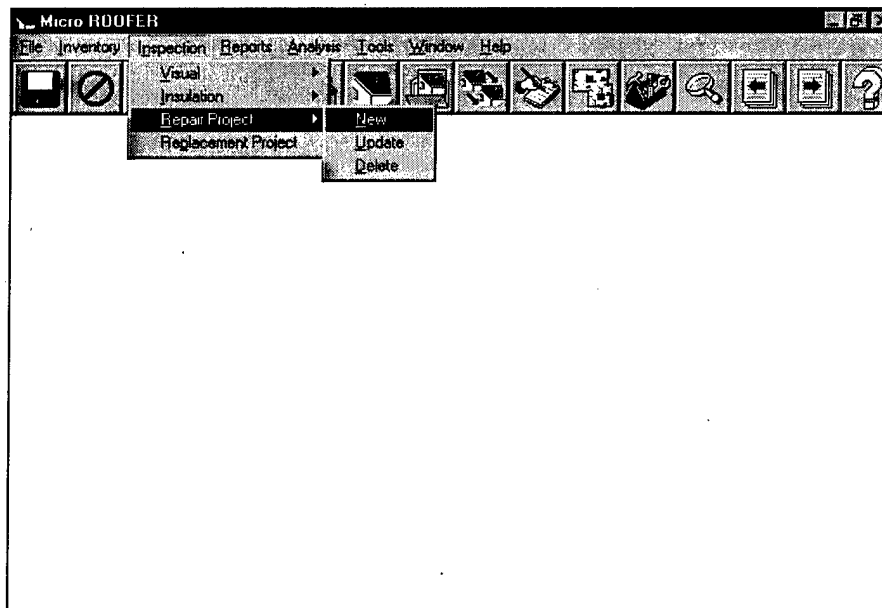 Micro ROOFER
File Inventory Inspection Reports Analysis Tools Window Help
Visual
Insulation
Repair Project New
Replacement Project Update
Delete